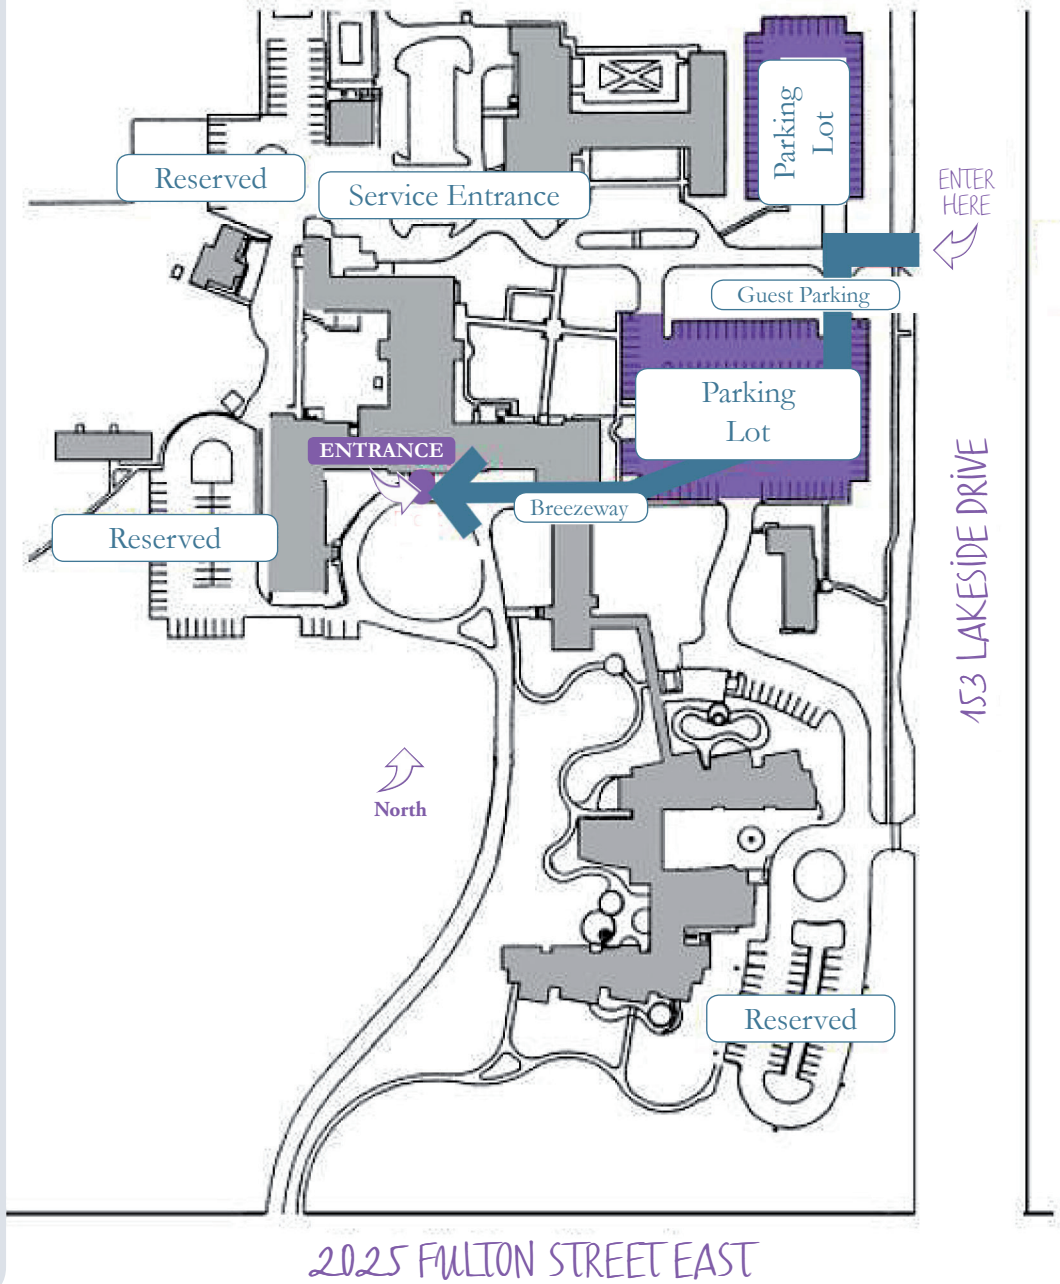 Parking
Lot
Reserved
Service Entrance
ENTER
HERE
Guest Parking
Parking
Lot
ENTRANCE
Breezeway
Reserved
153 LAKESIDE DRIVE
North
Reserved
2025 FULTON STREET EAST